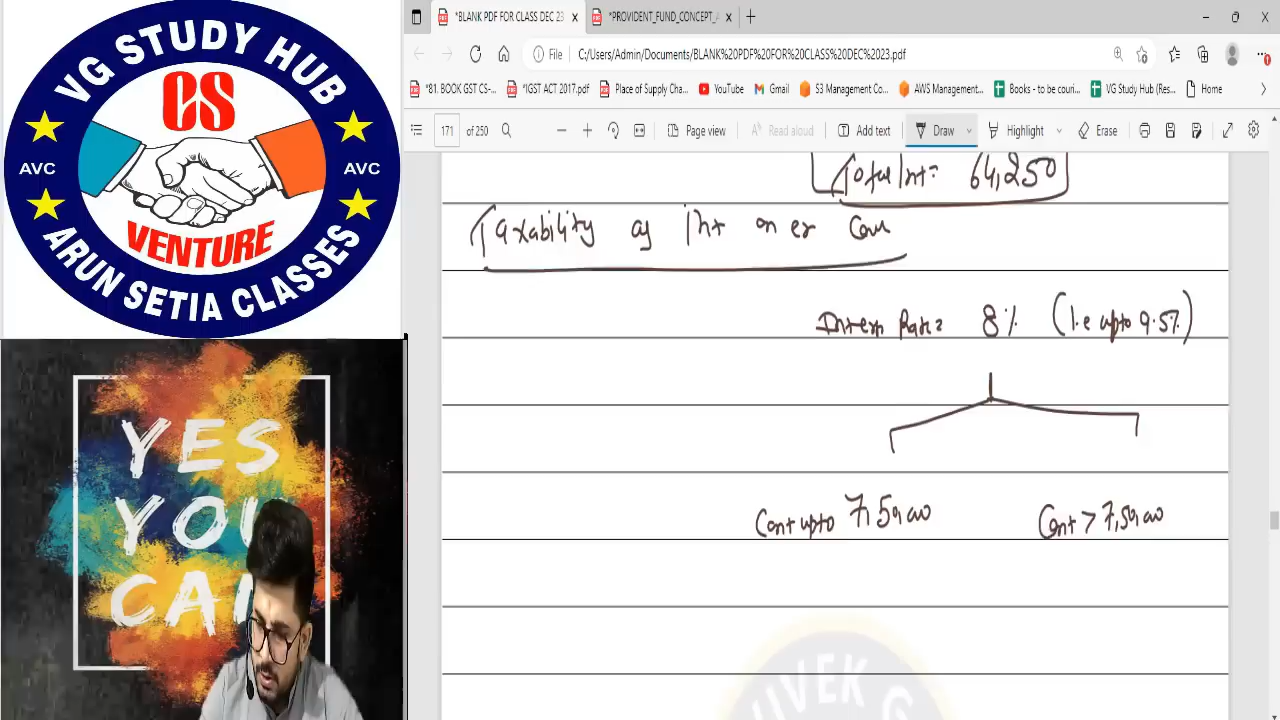 VG STUDY HUB
CS
AVC
AVC
VENTURE
ARUN SETIA CLASSES
YES
YOU
CAN
*BLANK PDF FOR CLASS DEC 23
*PROVIDENT_FUND_CONCEPT_
File C:/Users/Admin/Documents/BLANK%20PDF%20FOR%20CLASS%20DEC%202023.pdf
*81. BOOK GST CS-... *IGST ACT 2017.pdf Place of Supply Cha... YouTube Gmail S3 Management Co... AWS Management... Books - to be couri... VG Study Hub (Res... Home
171 of 250 Page view Read aloud Add text Draw Highlight Erase
Total Int= 64,250
Taxability of Int on er Cont
Interest Rate= 8% (i.e upto 9.5%)
Cont upto 7,50,000
Cont > 7,50,000
VIVEK G